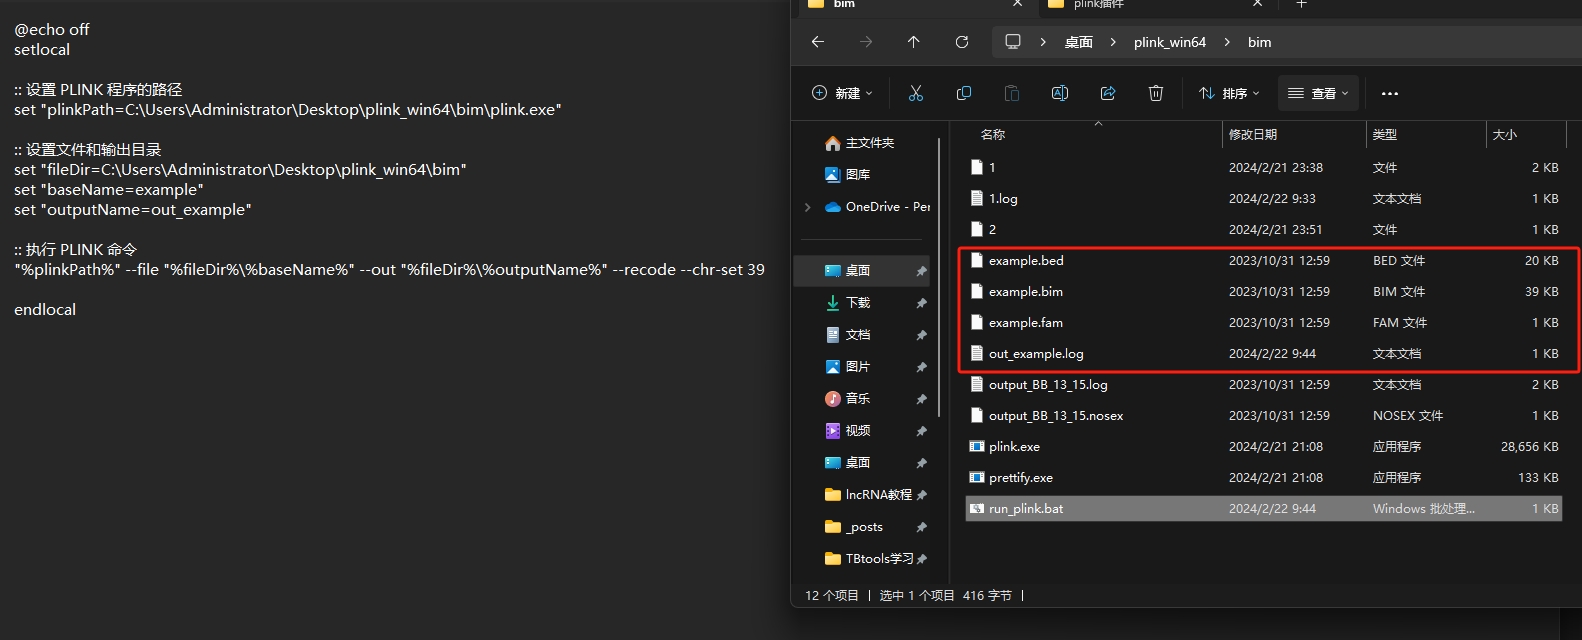 @echo off
setlocal
:: 设置 PLINK 程序的路径
set "plinkPath=C:\Users\Administrator\Desktop\plink_win64\bim\plink.exe"
:: 设置文件和输出目录
set "fileDir=C:\Users\Administrator\Desktop\plink_win64\bim"
set "baseName=example"
set "outputName=out_example"
:: 执行 PLINK 命令
"%plinkPath%" --file "%fileDir%\%baseName%" --out "%fileDir%\%outputName%" --recode --chr-set 39
endlocal
bim
plink插件
桌面 plink_win64 bim
新建 排序 查看
主文件夹
图库
OneDrive - Per
桌面
下载
文档
图片
音乐
视频
桌面
lncRNA教程
_posts
TBtools学习
名称 修改日期 类型 大小
1 2024/2/21 23:38 文件 2 KB
1.log 2024/2/22 9:33 文本文档 1 KB
2 2024/2/21 23:51 文件 1 KB
example.bed 2023/10/31 12:59 BED 文件 20 KB
example.bim 2023/10/31 12:59 BIM 文件 39 KB
example.fam 2023/10/31 12:59 FAM 文件 1 KB
out_example.log 2024/2/22 9:44 文本文档 1 KB
output_BB_13_15.log 2023/10/31 12:59 文本文档 2 KB
output_BB_13_15.nosex 2023/10/31 12:59 NOSEX 文件 1 KB
plink.exe 2024/2/21 21:08 应用程序 28,656 KB
prettify.exe 2024/2/21 21:08 应用程序 133 KB
run_plink.bat 2024/2/22 9:44 Windows 批处理... 1 KB
12 个项目 选中 1 个项目 416 字节